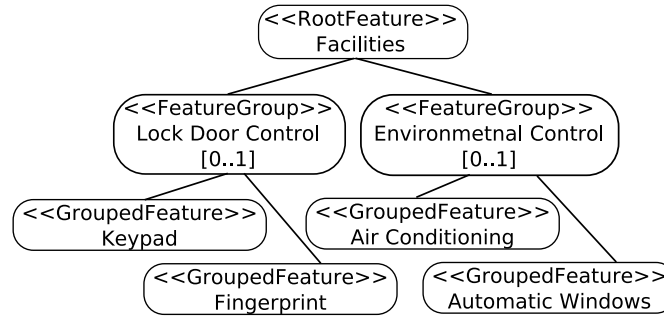 <<RootFeature>>
Facilities
<<FeatureGroup>>
Lock Door Control
[0..1]
<<FeatureGroup>>
Environmetnal Control
[0..1]
<<GroupedFeature>>
Keypad
<<GroupedFeature>>
Air Conditioning
<<GroupedFeature>>
Fingerprint
<<GroupedFeature>>
Automatic Windows